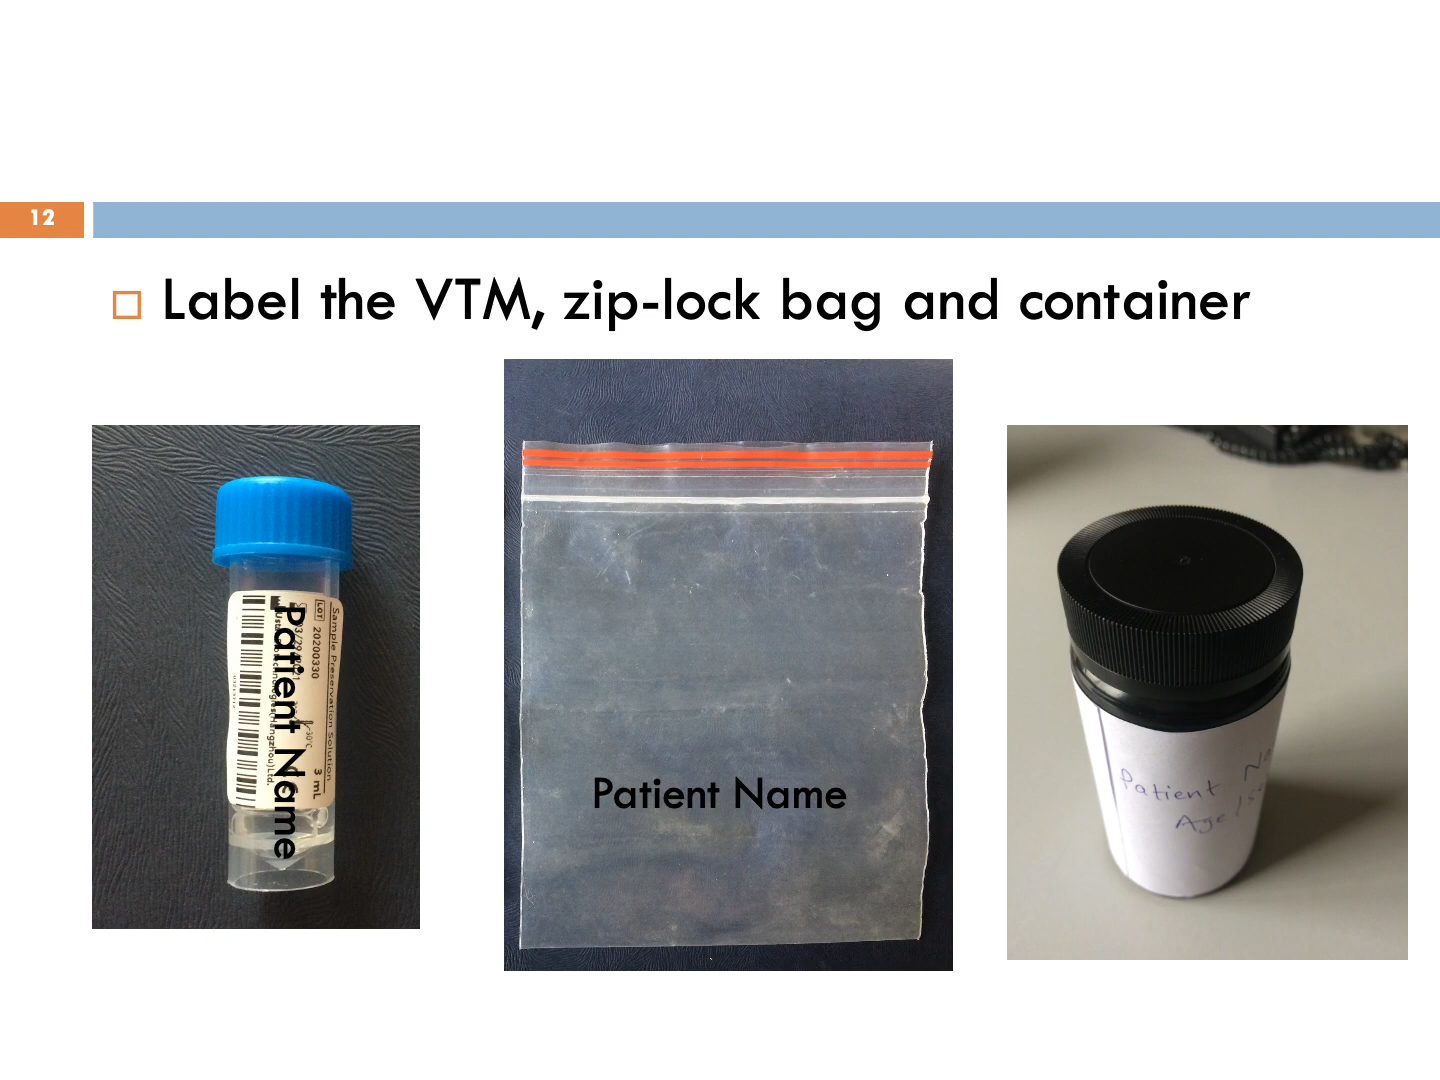 12
Label the VTM, zip-lock bag and container
Sample Preservation Solution
LOT 20200330
3 mL
Patient Name
Patient Name
Patient
Age